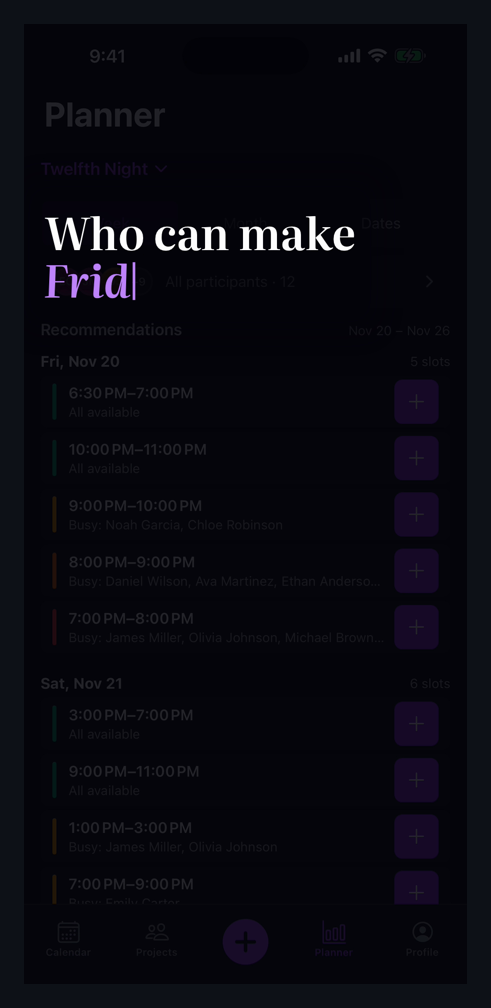 9:41
Planner
Twelfth Night
Month
Dates
Who can make
Frid
All participants · 12
Recommendations
Nov 20 – Nov 26
Fri, Nov 20
5 slots
6:30 PM–7:00 PM
All available
10:00 PM–11:00 PM
All available
9:00 PM–10:00 PM
Busy: Noah Garcia, Chloe Robinson
8:00 PM–9:00 PM
Busy: Daniel Wilson, Ava Martinez, Ethan Anderso...
7:00 PM–8:00 PM
Busy: James Miller, Olivia Johnson, Michael Brown...
Sat, Nov 21
6 slots
3:00 PM–7:00 PM
All available
9:00 PM–11:00 PM
All available
1:00 PM–3:00 PM
Busy: James Miller, Olivia Johnson
7:00 PM–9:00 PM
Busy: Emily Carter
Calendar
Projects
Planner
Profile